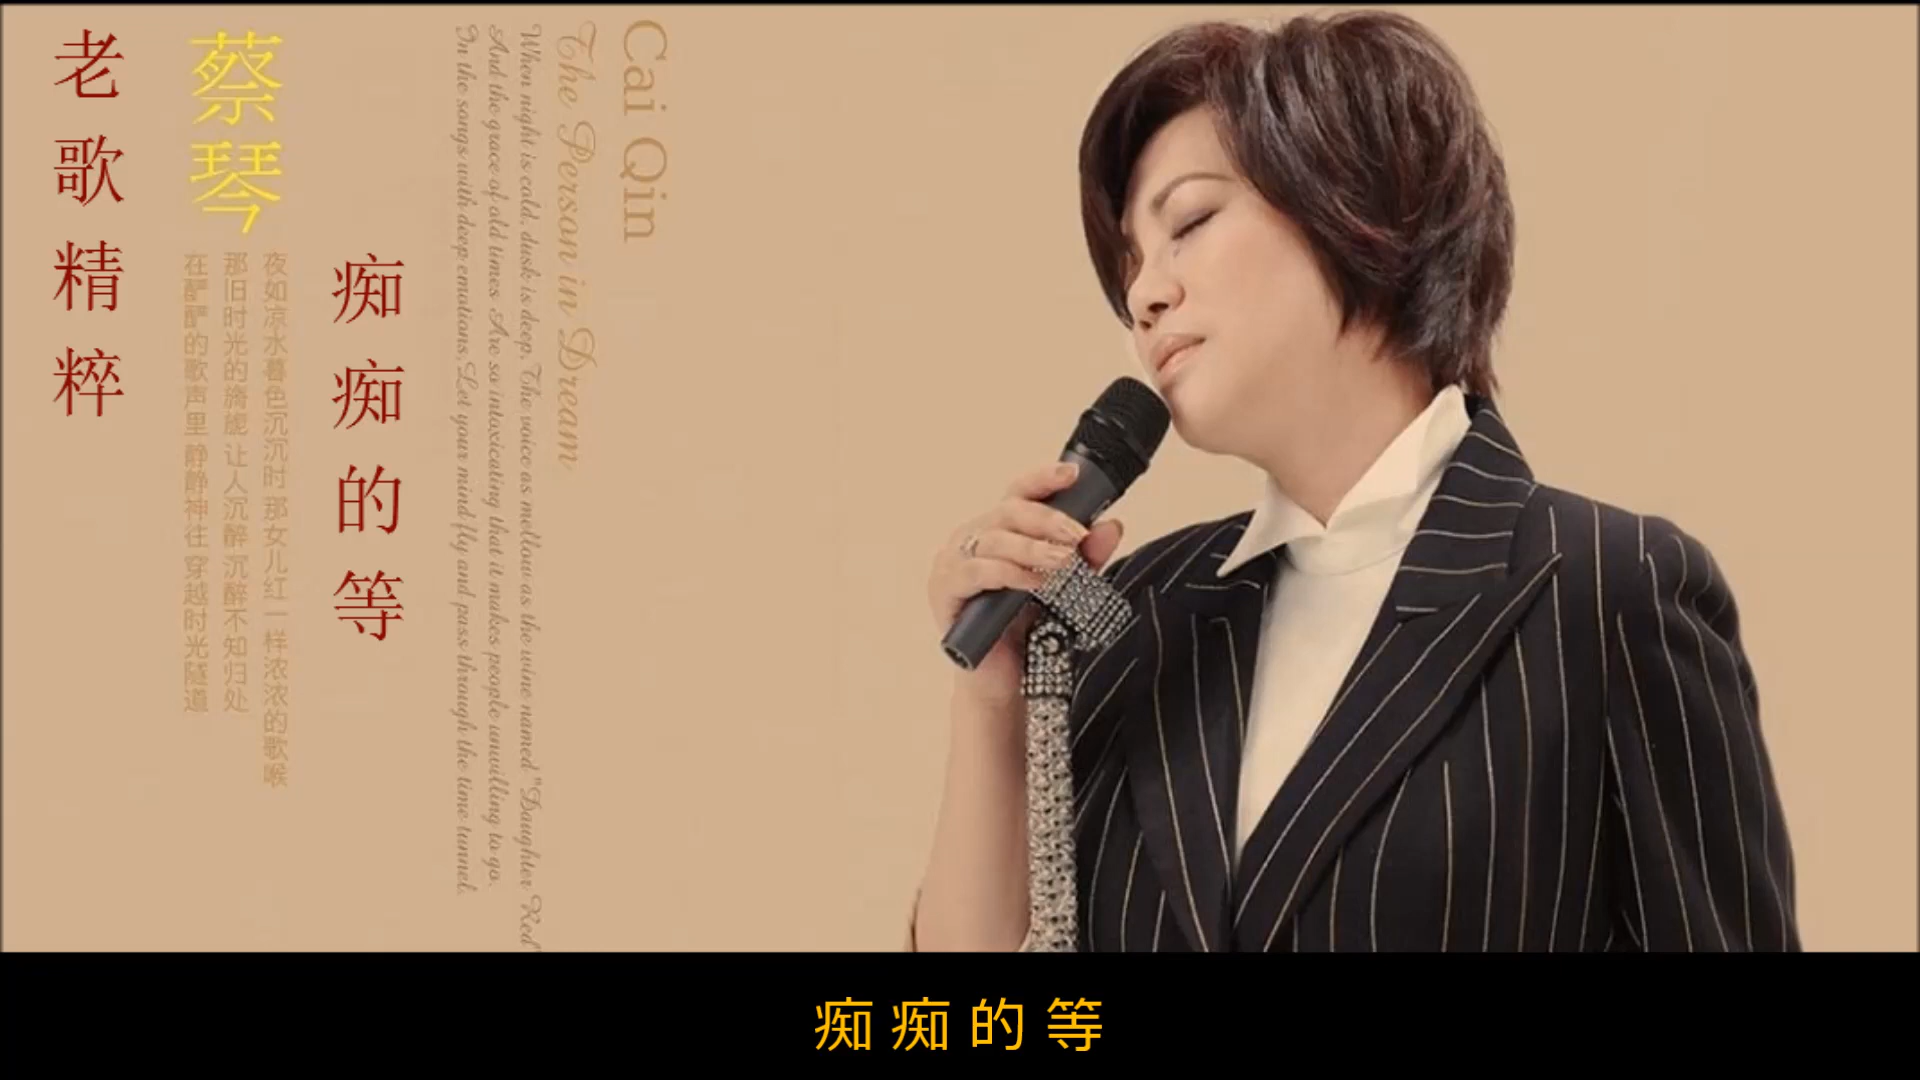 老歌精粹
蔡琴
夜如凉水暮色沉沉时 那女儿红一样浓浓的歌喉
那旧时光的旖旎 让人沉醉 沉醉不知归处
在酽酽的歌声里 静静神往 穿越时光隧道
痴痴的等
Cai Qin
The Person in Dream
When night is cold, dusk is deep, The voice as mellow as the wine named "Daughter Red"
And the grace of old times Are so intoxicating that it makes people unwilling to go.
In the songs with deep emotions Let your mind fly and pass through the time tunnel.
痴痴的等